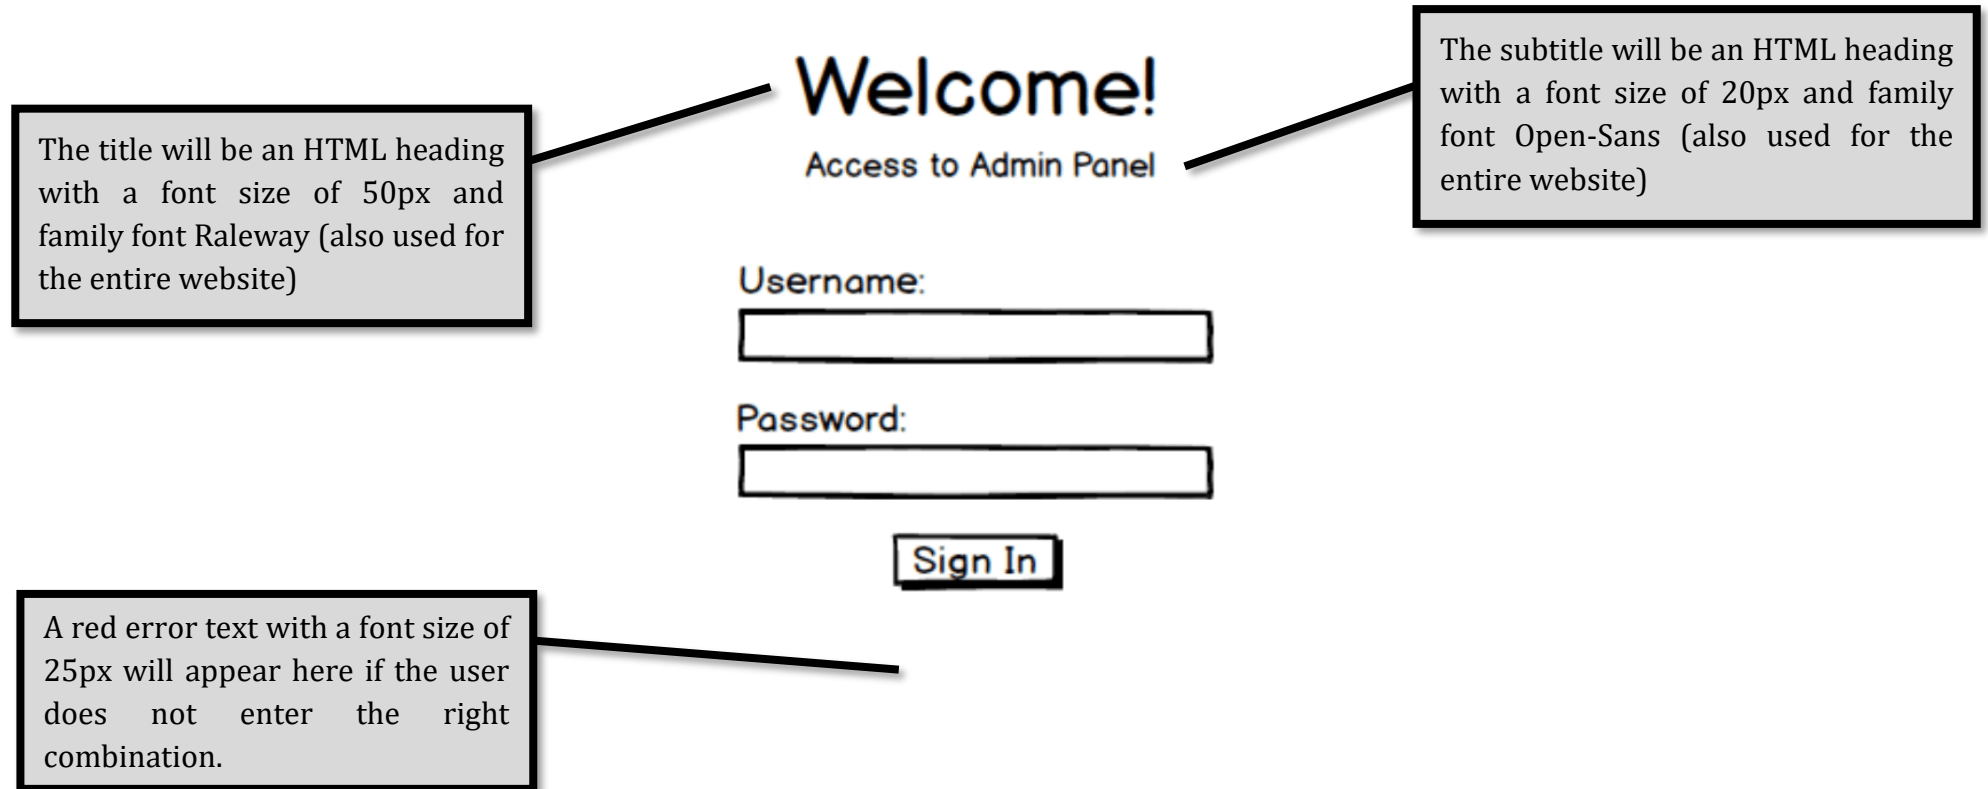 Welcome!
Access to Admin Panel
The title will be an HTML heading
with a font size of 50px and
family font Raleway (also used for
the entire website)
The subtitle will be an HTML heading
with a font size of 20px and family
font Open-Sans (also used for the
entire website)
Username:
Password:
Sign In
A red error text with a font size of
25px will appear here if the user
does not enter the right
combination.